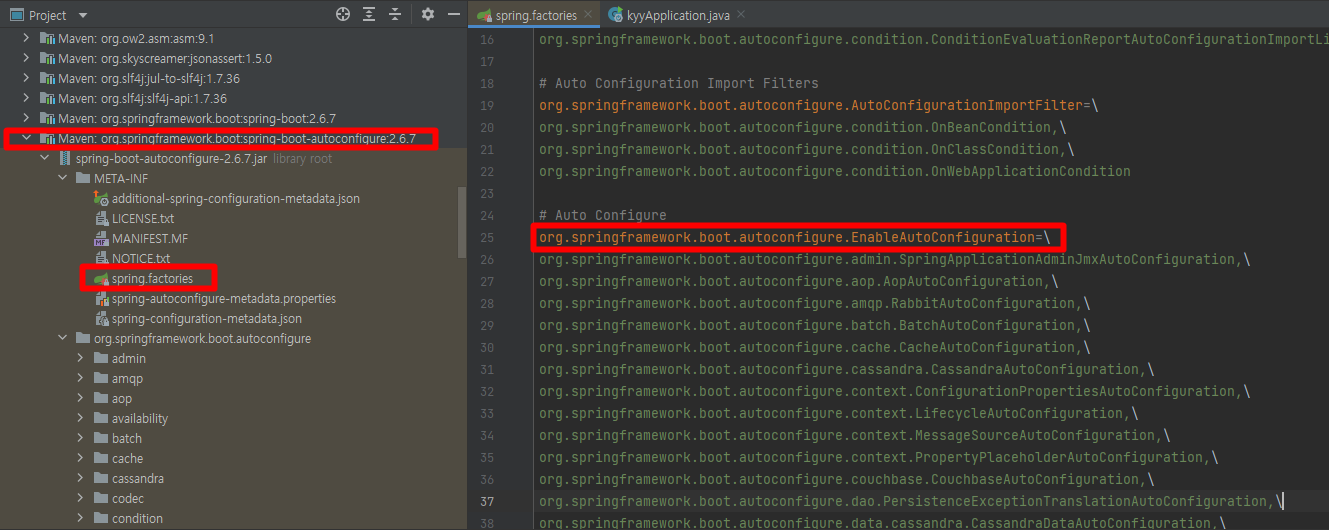 Project
Maven: org.ow2.asm:asm:9.1
Maven: org.skyscreamer:jsonassert:1.5.0
Maven: org.slf4j:jul-to-slf4j:1.7.36
Maven: org.slf4j:slf4j-api:1.7.36
Maven: org.springframework.boot:spring-boot:2.6.7
Maven: org.springframework.boot:spring-boot-autoconfigure:2.6.7
spring-boot-autoconfigure-2.6.7.jar library root
META-INF
additional-spring-configuration-metadata.json
LICENSE.txt
MANIFEST.MF
NOTICE.txt
spring.factories
spring-autoconfigure-metadata.properties
spring-configuration-metadata.json
org.springframework.boot.autoconfigure
admin
amqp
aop
availability
batch
cache
cassandra
codec
condition
spring.factories
kyyApplication.java
16 org.springframework.boot.autoconfigure.condition.ConditionEvaluationReportAutoConfigurationImportLi
17
18 # Auto Configuration Import Filters
19 org.springframework.boot.autoconfigure.AutoConfigurationImportFilter=\
20 org.springframework.boot.autoconfigure.condition.OnBeanCondition,\
21 org.springframework.boot.autoconfigure.condition.OnClassCondition,\
22 org.springframework.boot.autoconfigure.condition.OnWebApplicationCondition
23
24 # Auto Configure
25 org.springframework.boot.autoconfigure.EnableAutoConfiguration=\
26 org.springframework.boot.autoconfigure.admin.SpringApplicationAdminJmxAutoConfiguration,\
27 org.springframework.boot.autoconfigure.aop.AopAutoConfiguration,\
28 org.springframework.boot.autoconfigure.amqp.RabbitAutoConfiguration,\
29 org.springframework.boot.autoconfigure.batch.BatchAutoConfiguration,\
30 org.springframework.boot.autoconfigure.cache.CacheAutoConfiguration,\
31 org.springframework.boot.autoconfigure.cassandra.CassandraAutoConfiguration,\
32 org.springframework.boot.autoconfigure.context.ConfigurationPropertiesAutoConfiguration,\
33 org.springframework.boot.autoconfigure.context.LifecycleAutoConfiguration,\
34 org.springframework.boot.autoconfigure.context.MessageSourceAutoConfiguration,\
35 org.springframework.boot.autoconfigure.context.PropertyPlaceholderAutoConfiguration,\
36 org.springframework.boot.autoconfigure.couchbase.CouchbaseAutoConfiguration,\
37 org.springframework.boot.autoconfigure.dao.PersistenceExceptionTranslationAutoConfiguration,\
38 org.springframework.boot.autoconfigure.data.cassandra.CassandraDataAutoConfiguration,\